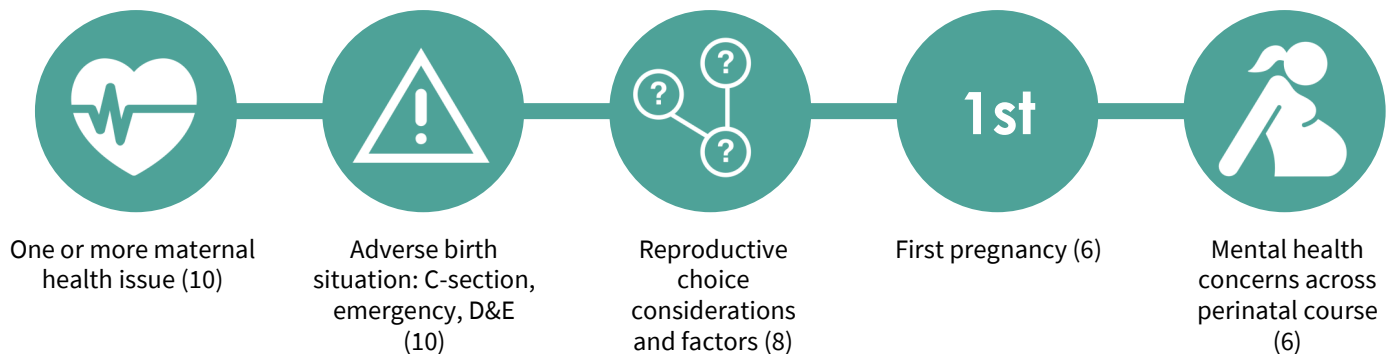 ?
?
?
1st
One or more maternal
health issue (10)
Adverse birth
situation: C-section,
emergency, D&E
(10)
Reproductive
choice
considerations
and factors (8)
First pregnancy (6)
Mental health
concerns across
perinatal course
(6)